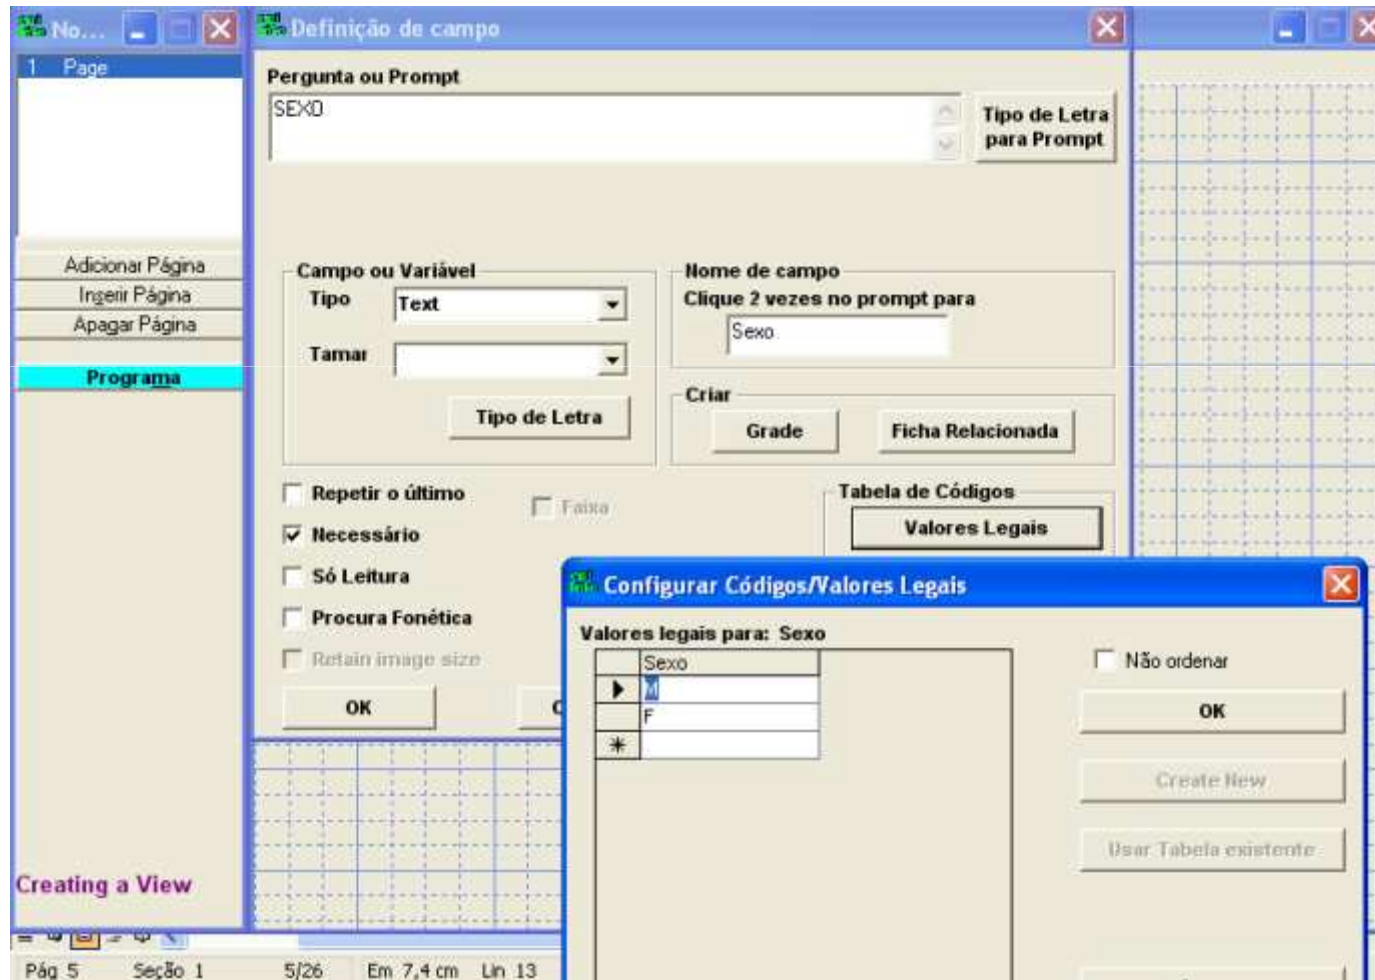 No...
Definição de campo
1 Page
Pergunta ou Prompt
SEXO
Tipo de Letra
para Prompt
Adicionar Página
Inserir Página
Apagar Página
Programa
Creating a View
Campo ou Variável
Tipo
Text
Tamar
Tipo de Letra
Nome de campo
Clique 2 vezes no prompt para
Sexo
Criar
Grade
Ficha Relacionada
Repetir o último
Faixa
Necessário
Só Leitura
Procura Fonética
Retain image size
OK
Tabela de Códigos
Valores Legais
Configurar Códigos/Valores Legais
Valores legais para: Sexo
Sexo
M
F
Não ordenar
OK
Create New
Usar Tabela existente
Pág 5 Seção 1 5/26 Em 7,4 cm Lin 13